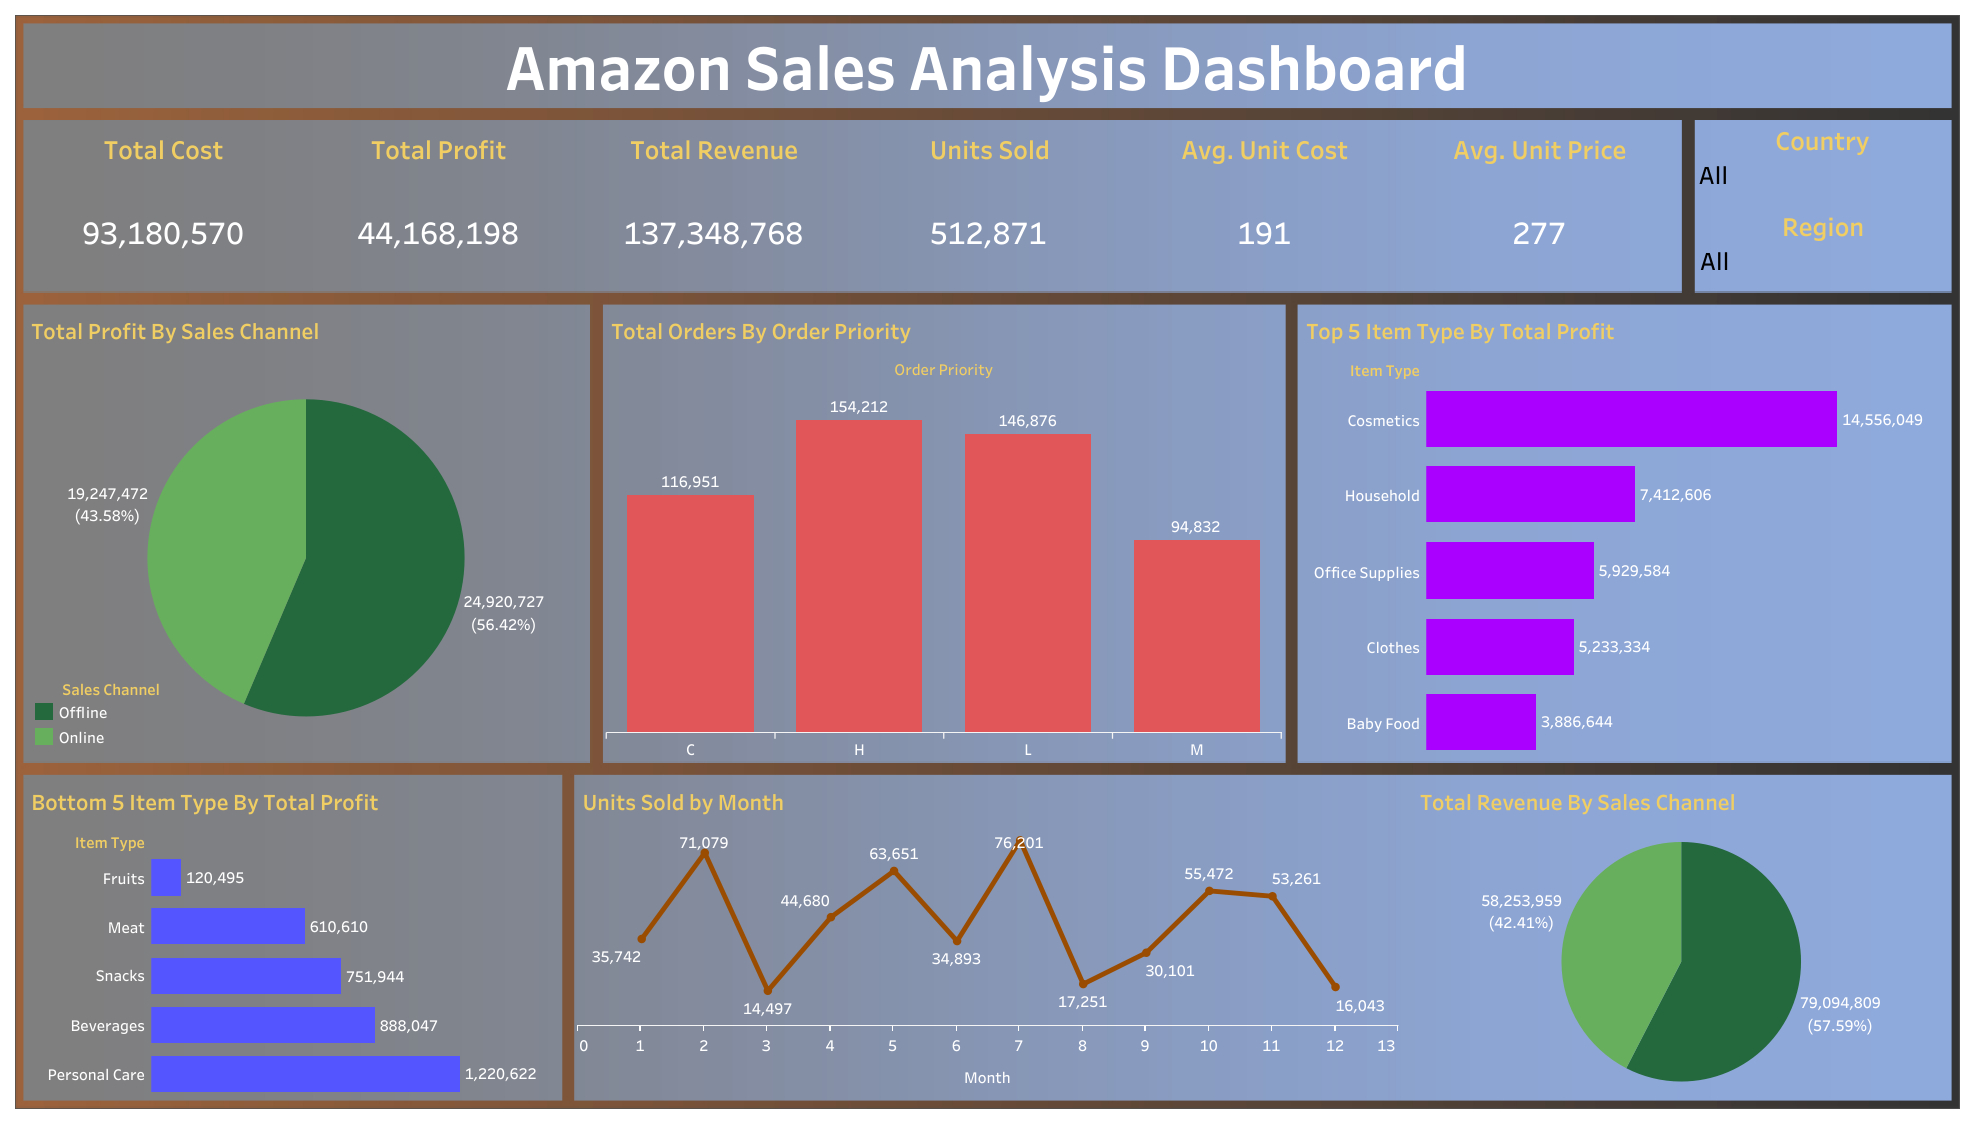 Amazon Sales Analysis Dashboard
Total Cost
Total Profit
Total Revenue
Units Sold
Avg. Unit Cost
Avg. Unit Price
93,180,570
44,168,198
137,348,768
512,871
191
277
Country
All
Region
All
Total Profit By Sales Channel
19,247,472
(43.58%)
24,920,727
(56.42%)
Sales Channel
Offline
Online
Total Orders By Order Priority
Order Priority
116,951
154,212
146,876
94,832
C
H
L
M
Top 5 Item Type By Total Profit
Item Type
Cosmetics
14,556,049
Household
7,412,606
Office Supplies
5,929,584
Clothes
5,233,334
Baby Food
3,886,644
Bottom 5 Item Type By Total Profit
Item Type
Fruits
120,495
Meat
610,610
Snacks
751,944
Beverages
888,047
Personal Care
1,220,622
Units Sold by Month
35,742
71,079
14,497
44,680
63,651
34,893
76,201
17,251
30,101
55,472
53,261
16,043
0
1
2
3
4
5
6
7
8
9
10
11
12
13
Month
Total Revenue By Sales Channel
58,253,959
(42.41%)
79,094,809
(57.59%)